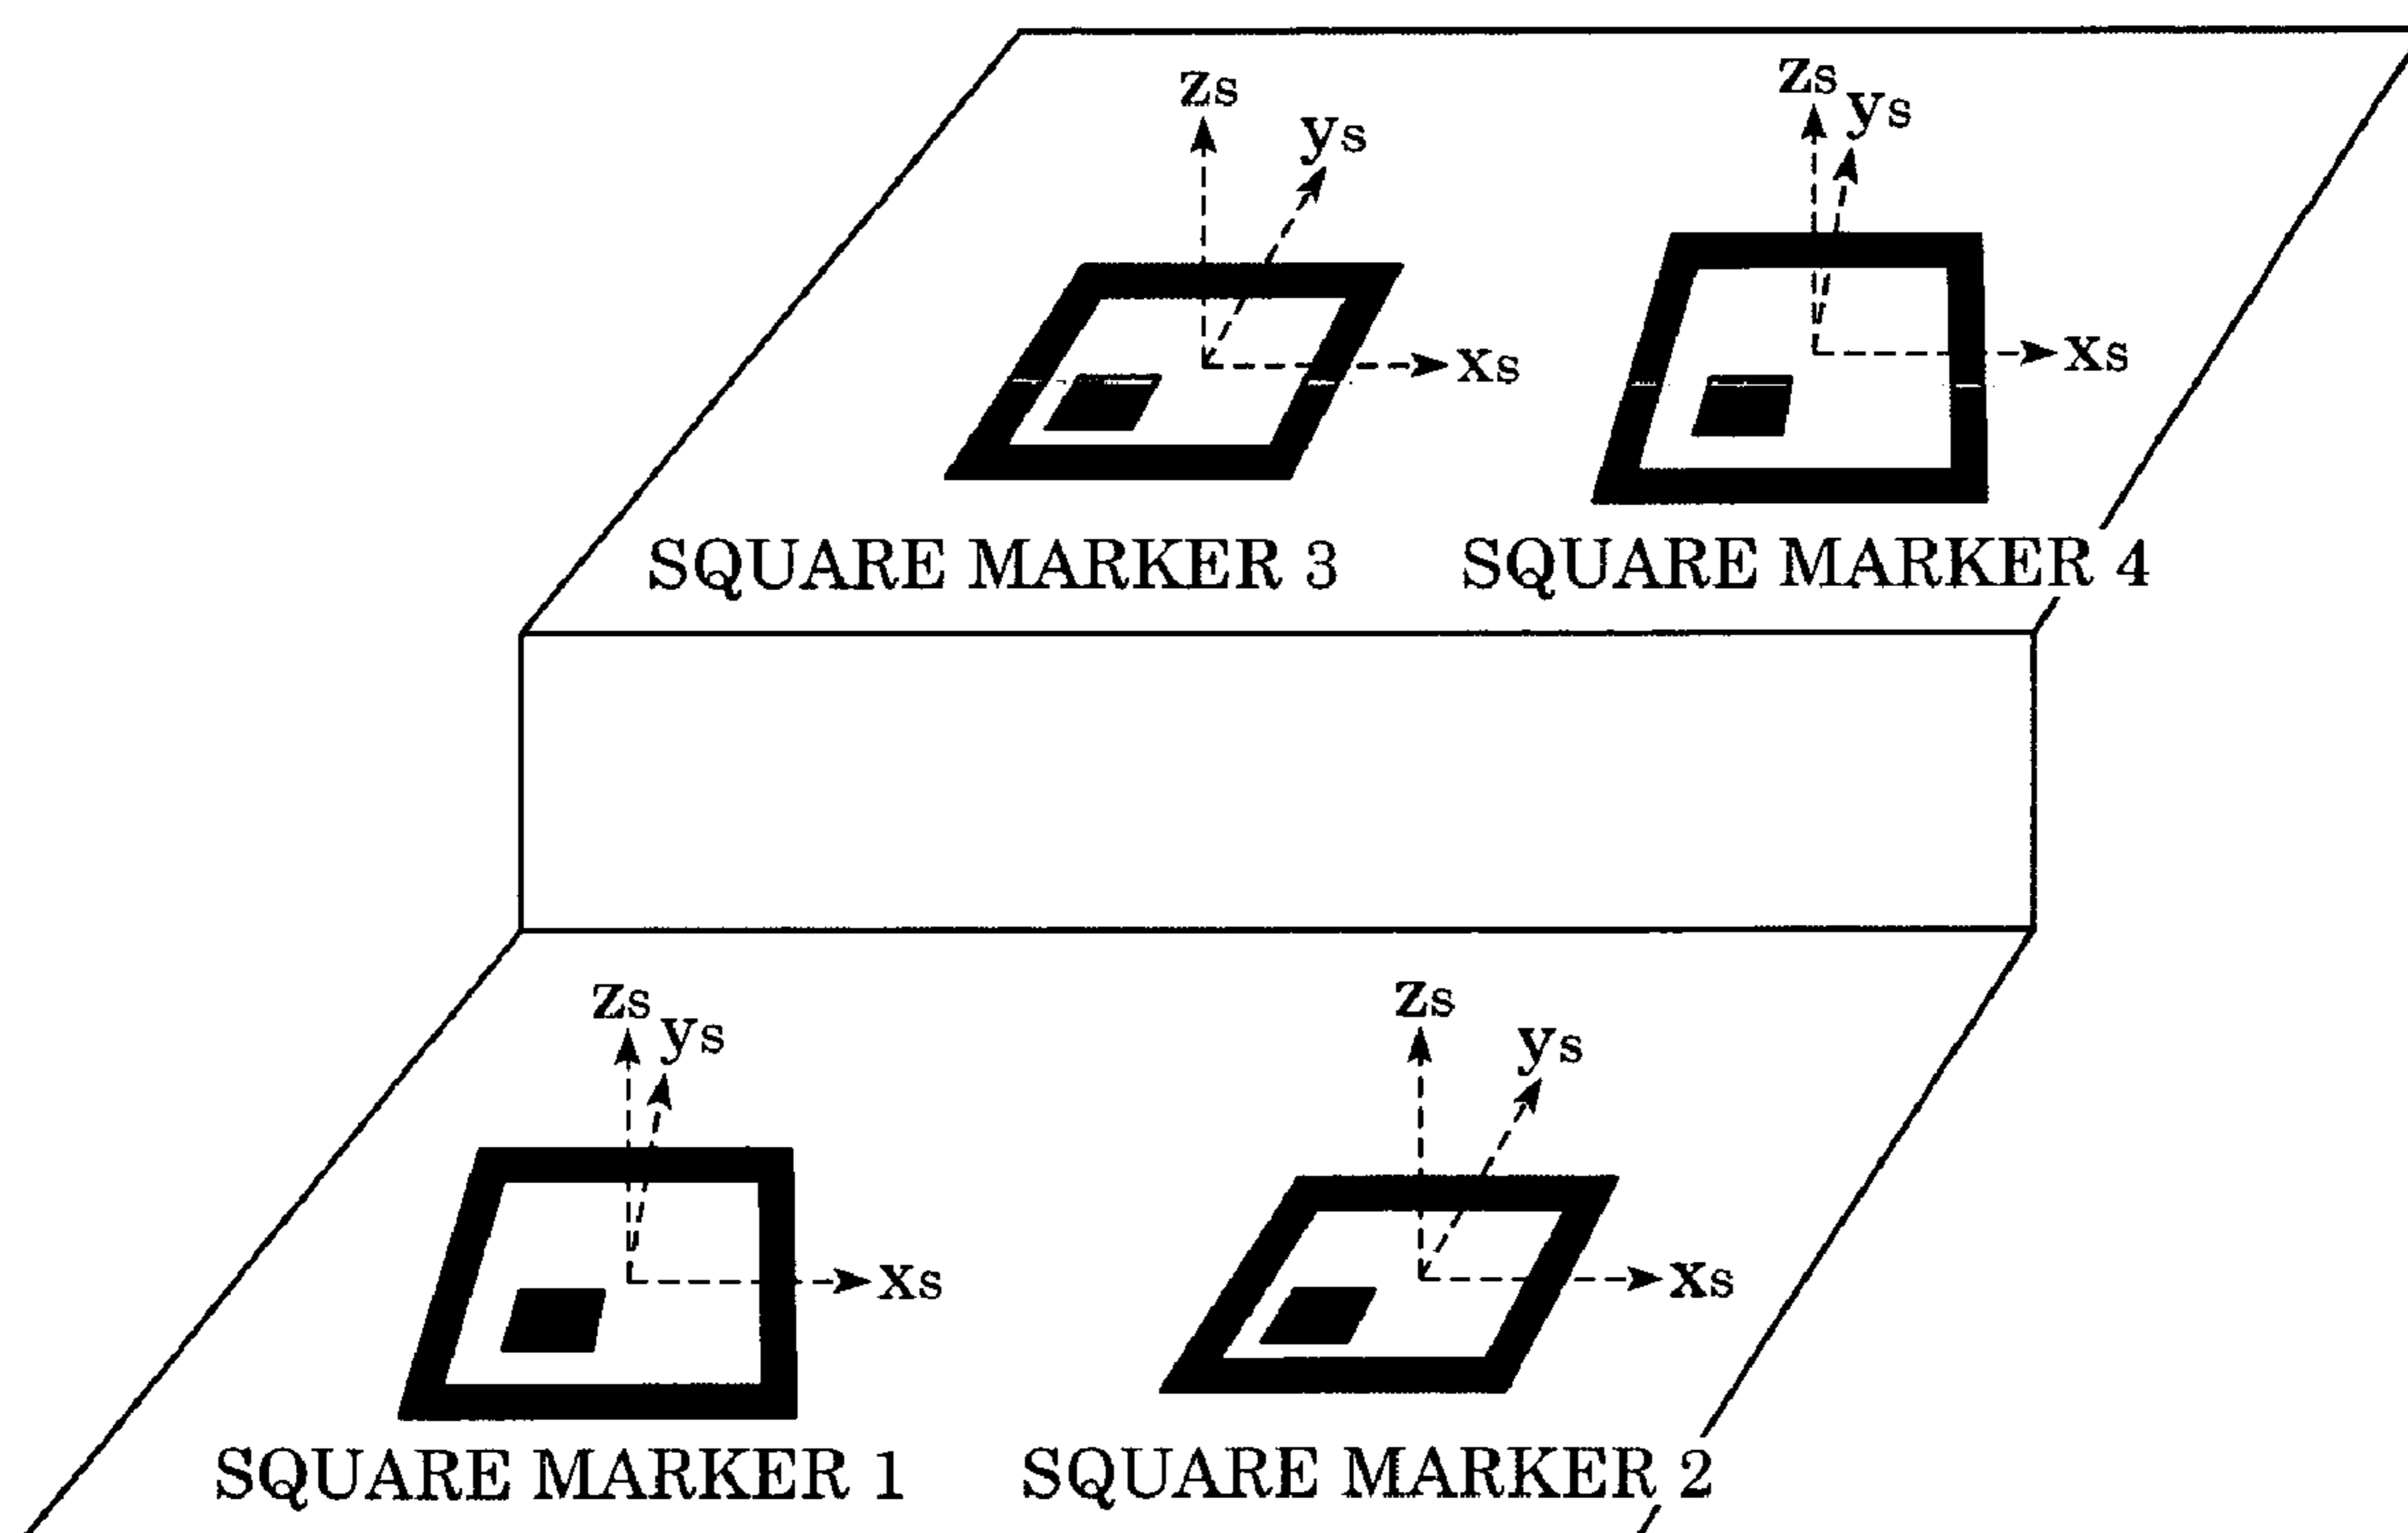 zs
ys
xs
SQUARE MARKER 3
zs
ys
xs
SQUARE MARKER 4
zs
ys
xs
SQUARE MARKER 1
zs
ys
xs
SQUARE MARKER 2